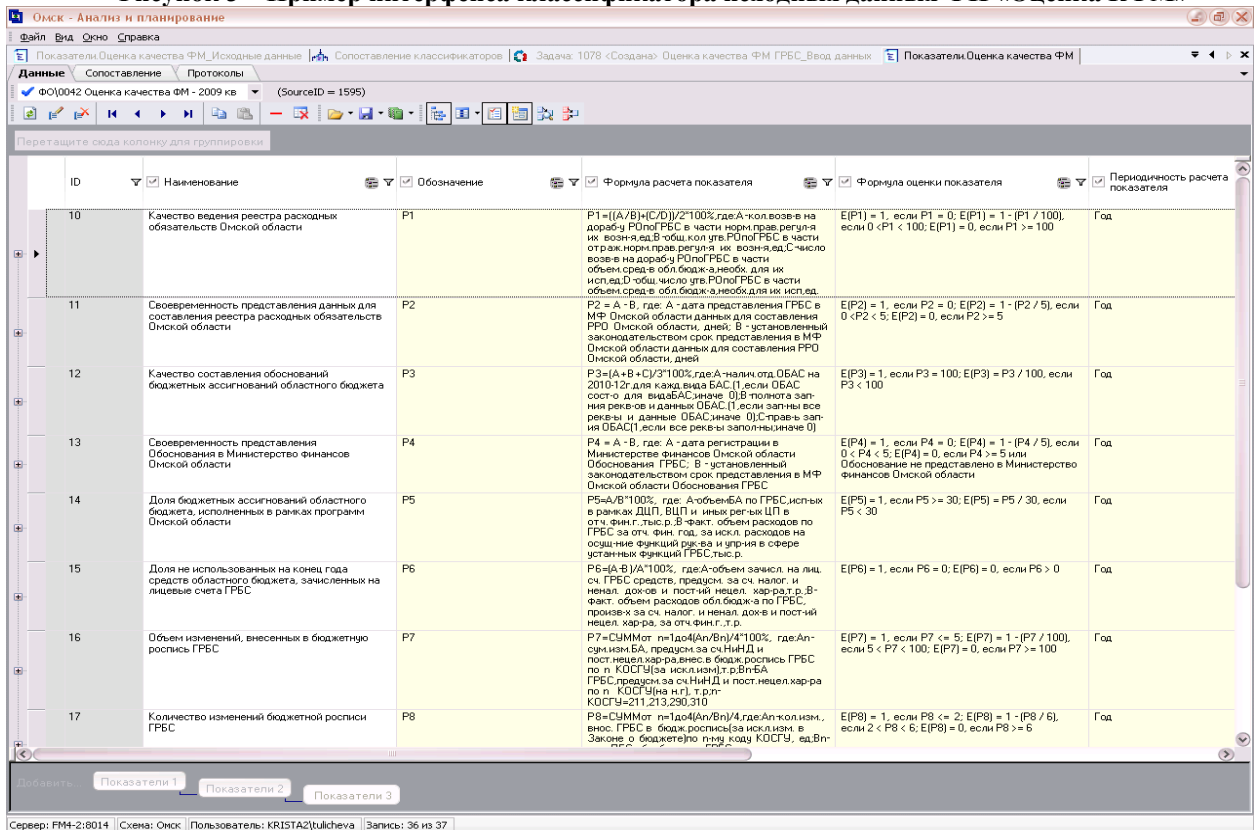 Омск - Анализ и планирование
Файл Вид Окно Справка
Показатели.Оценка качества ФМ_Исходные данные Сопоставление классификаторов Задача: 1078 <Создана> Оценка качества ФМ ГРБС_Ввод данных Показатели.Оценка качества ФМ
Данные Сопоставление Протоколы
ФО\0042 Оценка качества ФМ - 2009 кв (SourceID = 1595)
Перетащите сюда колонку для группировки
ID Наименование Обозначение Формула расчета показателя Формула оценки показателя Периодичность расчета
показателя
10 Качество ведения реестра расходных
обязательств Омской области
P1
P1=((A/B)+(C/D))/2*100%,где:А-кол.возв-в на
дораб-у РОпоГРБС в части норм.прав.регул-я
их возн-я,ед;В-общ.кол утв.РОпоГРБС в части
отраж.норм.прав.регул-я их возн-я,ед;С-число
возв-в на дораб-у РОпоГРБС в части
объем.сред-в обл.бюдж-а,необх. для их
исп,ед;D-общ.число утв.РОпоГРБС в части
объем.сред-в обл.бюдж-а,необх.для их исп,ед.
E(P1) = 1, если P1 = 0; E(P1) = 1 - (P1 / 100),
если 0 <P1 < 100; E(P1) = 0, если P1 >= 100
Год
11 Своевременность представления данных для
составления реестра расходных обязательств
Омской области
P2
P2 = A - B, где: А - дата представления ГРБС в
МФ Омской области данных для составления
РРО Омской области, дней; В - установленный
законодательством срок представления в МФ
Омской области данных для составления РРО
Омской области, дней
E(P2) = 1, если P2 = 0; E(P2) = 1 - (P2 / 5), если
0 <P2 < 5; E(P2) = 0, если P2 >= 5
Год
12 Качество составления обоснований
бюджетных ассигнований областного бюджета
P3
P3=(A+B+C)/3*100%,где:А-налич.отд.ОБАС на
2010-12г.для кажд.вида БАС.(1,если ОБАС
сост-о для видаБАС;иначе 0);В-полнота зап-
ния рекв-ов и данных ОБАС.(1,если зап-ны все
рекв-ы и данные ОБАС;иначе 0);С-прав-ь зап-
ия ОБАС(1,если все рекв-ы запол-ны;иначе 0)
E(P3) = 1, если P3 = 100; E(P3) = P3 / 100, если
P3 < 100
Год
13 Своевременность представления
Обоснования в Министерство финансов
Омской области
P4
P4 = A - B, где: А - дата регистрации в
Министерстве финансов Омской области
Обоснования ГРБС; В - установленный
законодательством срок представления в МФ
Омской области Обоснования ГРБС
E(P4) = 1, если P4 = 0; E(P4) = 1 - (P4 / 5), если
0 < P4 < 5; E(P4) = 0, если P4 >= 5 или
Обоснование не представлено в Министерство
финансов Омской области
Год
14 Доля бюджетных ассигнований областного
бюджета, исполненных в рамках программ
Омской области
P5
P5=A/B*100%, где: А-объемБА по ГРБС,исп-ых
в рамках ДЦП, ВЦП и иных рег-ых ЦП в
отч.фин.г.,тыс.р.;В-факт. объем расходов по
ГРБС за отч. фин. год, за искл. расходов на
осущ-ние функций рук-ва и упр-ия в сфере
устан-ных функций ГРБС,тыс.р.
E(P5) = 1, если P5 >= 30; E(P5) = P5 / 30, если
P5 < 30
Год
15 Доля не использованных на конец года
средств областного бюджета, зачисленных на
лицевые счета ГРБС
P6
P6=(A-B)/A*100%, где:А-объем зачисл. на лиц.
сч. ГРБС средств, предусм. за сч. налог. и
ненал. дох-ов и пост-ий нецел. хар-ра,т.р.;В-
факт. объем расходов обл.бюдж-а по ГРБС,
произв-х за сч. налог. и ненал. дох-в и пост-ий
нецел. хар-ра, за отч.фин.г.,т.р.
E(P6) = 1, если P6 = 0; E(P6) = 0, если P6 > 0
Год
16 Объем изменений, внесенных в бюджетную
роспись ГРБС
P7
P7=СУММот n=1до4(An/Bn)/4*100%, где:An-
сум.изм.БА, предусм.за сч.НиНД и
пост.нецел.хар-ра,внес.в бюдж.роспись ГРБС
по n КОСГУ(за искл.изм),т.р;Bn-БА
ГРБС,предусм.за сч.НиНД и пост.нецел.хар-ра
по n КОСГУ(на н.г), т.р;n-
КОСГУ=211,213,290,310
E(P7) = 1, если P7 <= 5; E(P7) = 1 - (P7 / 100),
если 5 < P7 < 100; E(P7) = 0, если P7 >= 100
Год
17 Количество изменений бюджетной росписи
ГРБС
P8
P8=СУММот n=1до4(An/Bn)/4,где:An-кол.изм.,
внос. ГРБС в бюдж.роспись(за искл.изм. в
Законе о бюджете)по n-му коду КОСГУ, ед;Bn-
E(P8) = 1, если P8 <= 2; E(P8) = 1 - (P8 / 6),
если 2 < P8 < 6; E(P8) = 0, если P8 >= 6
Год
Добавить... Показатели 1 Показатели 2 Показатели 3
Сервер: FM4-2:8014 Схема: Омск Пользователь: KRISTA2\tulicheva Запись: 36 из 37